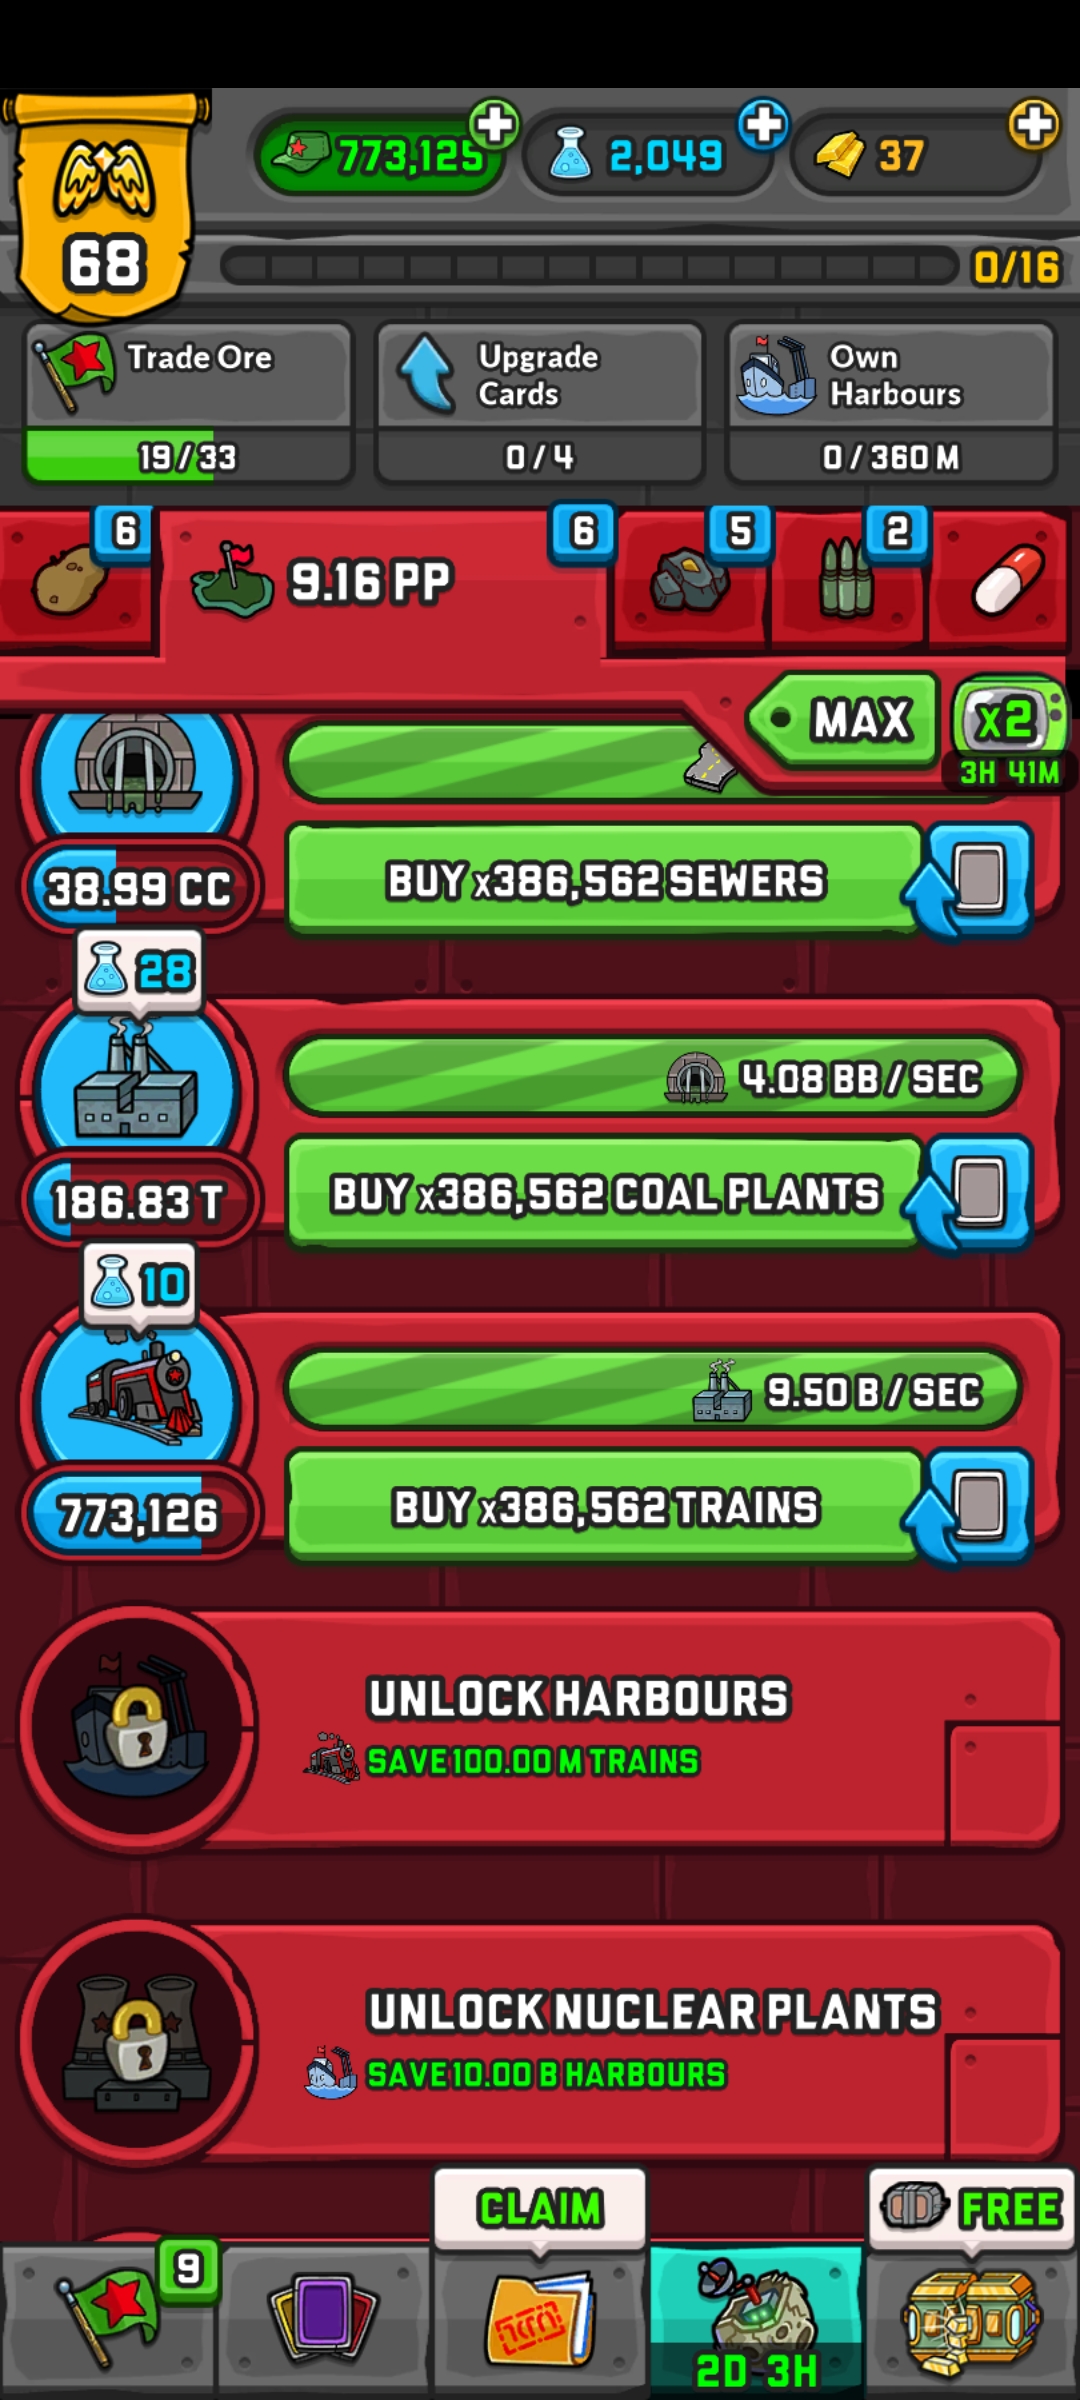 773,125
2,049
37
68
0/16
Trade Ore
Upgrade
Cards
Own
Harbours
19/33
0/4
0/360 M
6
9.16 PP
6
5
2
MAX
x2
3H 41M
38.99 CC
BUY x386,562 SEWERS
28
4.08 BB / SEC
186.83 T
BUY x386,562 COAL PLANTS
10
9.50 B / SEC
773,126
BUY x386,562 TRAINS
UNLOCK HARBOURS
SAVE 100.00 M TRAINS
UNLOCK NUCLEAR PLANTS
SAVE 10.00 B HARBOURS
CLAIM
FREE
9
2D 3H